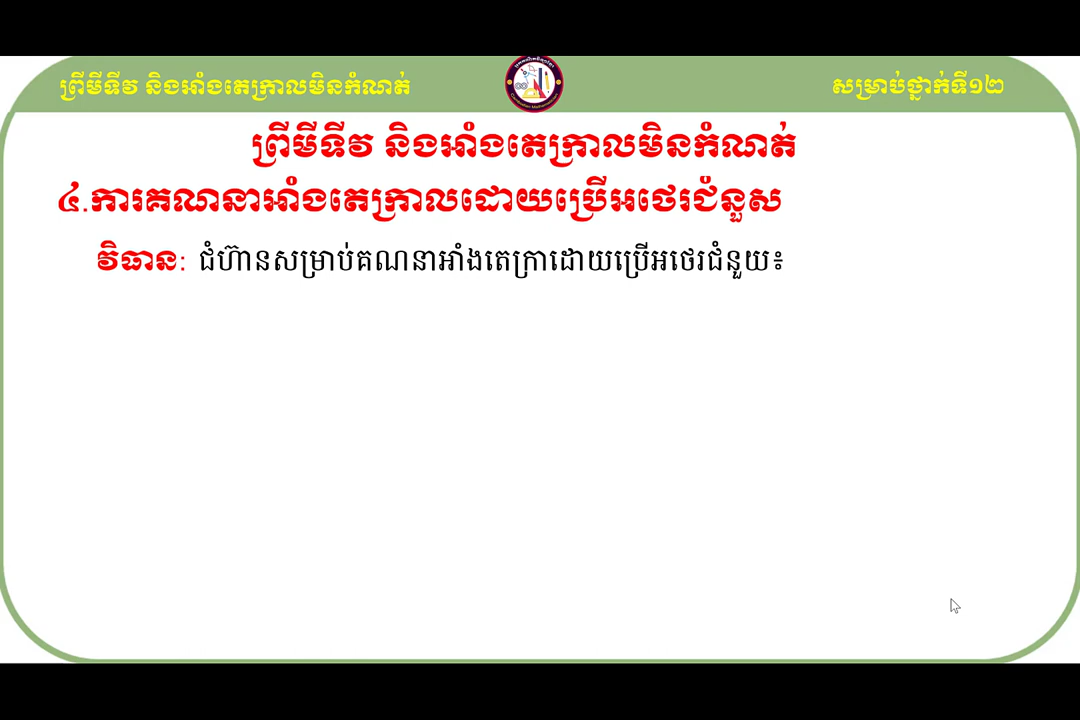 ព្រីមីទីវ និងអាំងតេក្រាលមិនកំណត់
សម្រាប់ថ្នាក់ទី១២
ព្រីមីទីវ និងអាំងតេក្រាលមិនកំណត់
៤.ការគណនាអាំងតេក្រាលដោយប្រើអថេរជំនួស
វិធាន: ជំហ៊ានសម្រាប់គណនាអាំងតេក្រាដោយប្រើអថេរជំនួយ៖